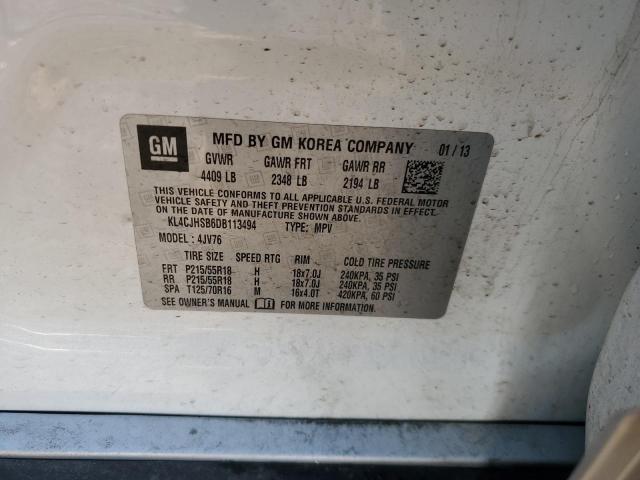 GM MFD BY GM KOREA COMPANY 01/13
GVWR GAWR FRT GAWR RR
4409 LB 2348 LB 2194 LB
THIS VEHICLE CONFORMS TO ALL APPLICABLE U.S. FEDERAL MOTOR
VEHICLE SAFETY AND THEFT PREVENTION STANDARDS IN EFFECT ON THE DATE OF
MANUFACTURE SHOWN ABOVE.
KL4CJHSB6DB113494 TYPE: MPV
MODEL: 4JV76
TIRE SIZE SPEED RTG RIM COLD TIRE PRESSURE
FRT P215/55R18 H 18x7.0J 240KPA, 35 PSI
RR P215/55R18 H 18x7.0J 240KPA, 35 PSI
SPA T125/70R16 M 16x4.0T 420KPA, 60 PSI
SEE OWNER'S MANUAL FOR MORE INFORMATION.